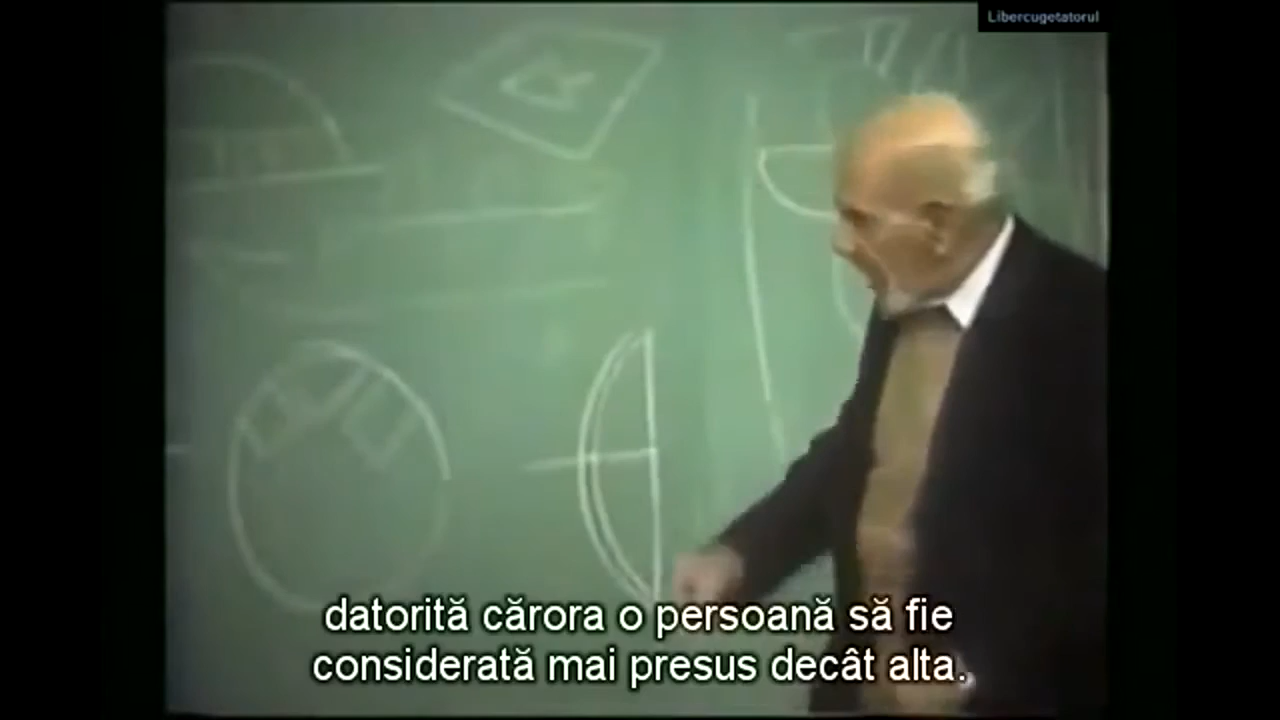 Libercugetatorul
datorită cărora o persoană să fie
considerată mai presus decât alta.